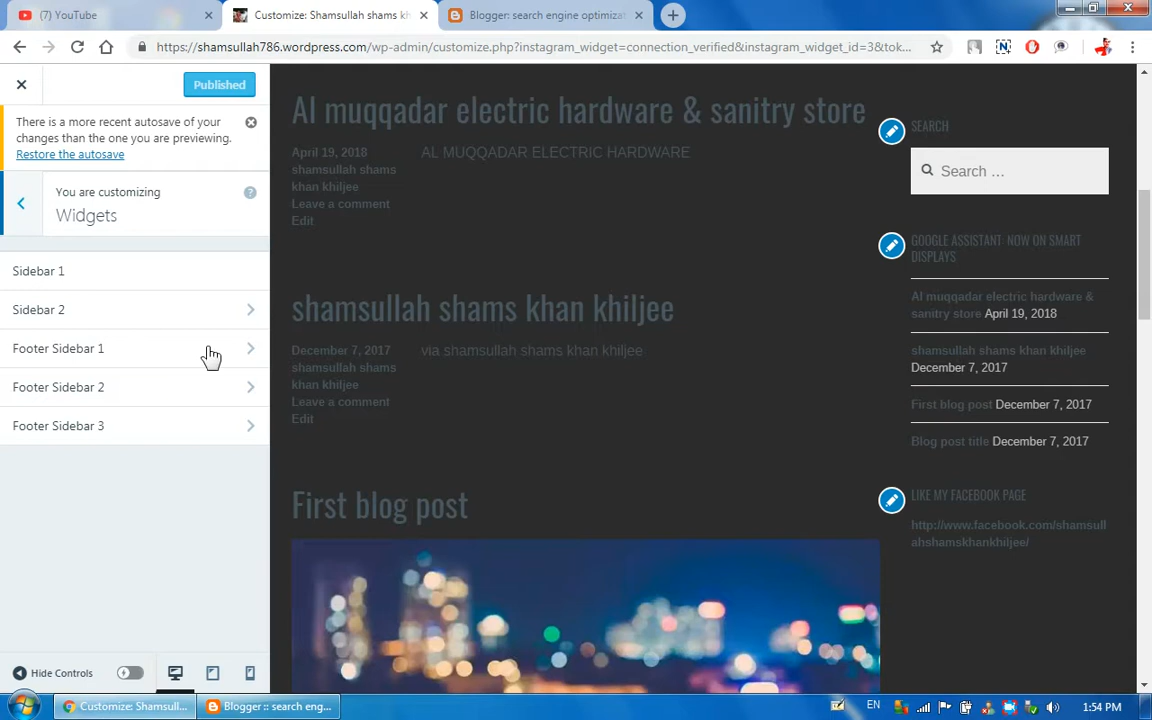 (7) YouTube
Customize: Shamsullah shams kh
Blogger: search engine optimizat
https://shamsullah786.wordpress.com/wp-admin/customize.php?instagram_widget=connection_verified&instagram_widget_id=3&tok...
Published
There is a more recent autosave of your
changes than the one you are previewing.
Restore the autosave
You are customizing
Widgets
Sidebar 1
Sidebar 2
Footer Sidebar 1
Footer Sidebar 2
Footer Sidebar 3
Hide Controls
Al muqqadar electric hardware & sanitry store
April 19, 2018
shamsullah shams
khan khiljee
Leave a comment
Edit
AL MUQQADAR ELECTRIC HARDWARE
shamsullah shams khan khiljee
December 7, 2017
shamsullah shams
khan khiljee
Leave a comment
Edit
via shamsullah shams khan khiljee
First blog post
SEARCH
Search …
GOOGLE ASSISTANT: NOW ON SMART
DISPLAYS
Al muqqadar electric hardware &
sanitry store April 19, 2018
shamsullah shams khan khiljee
December 7, 2017
First blog post December 7, 2017
Blog post title December 7, 2017
LIKE MY FACEBOOK PAGE
http://www.facebook.com/shamsull
ahshamskhankhiljee/
Customize: Shamsull...
Blogger :: search eng...
EN
1:54 PM